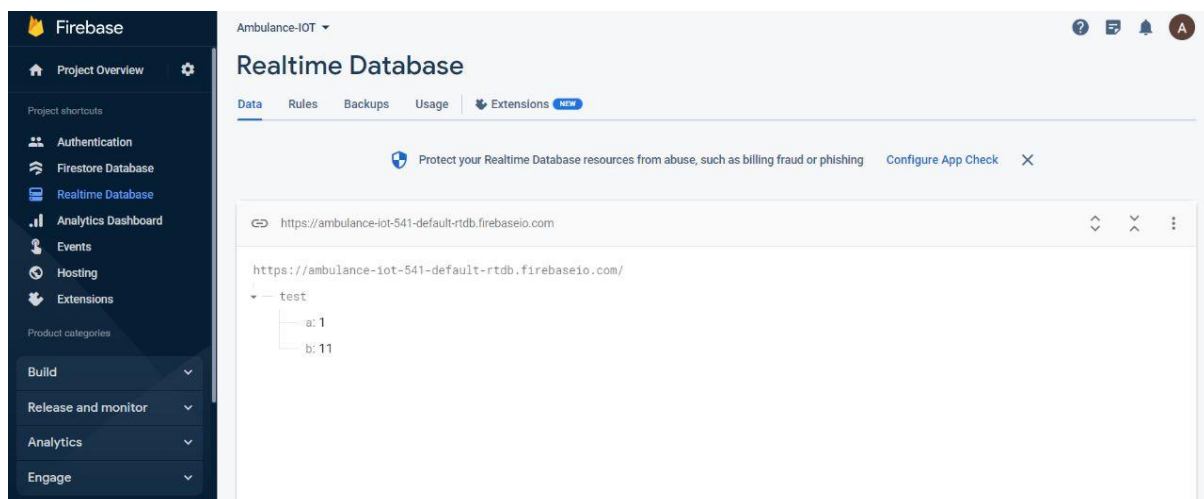 Firebase
Project Overview
Project shortcuts
Authentication
Firestore Database
Realtime Database
Analytics Dashboard
Events
Hosting
Extensions
Product categories
Build
Release and monitor
Analytics
Engage
Ambulance-IOT
A
Realtime Database
Data Rules Backups Usage Extensions NEW
Protect your Realtime Database resources from abuse, such as billing fraud or phishing Configure App Check
https://ambulance-iot-541-default-rtdb.firebaseio.com
https://ambulance-iot-541-default-rtdb.firebaseio.com/
test
a: 1
b: 11